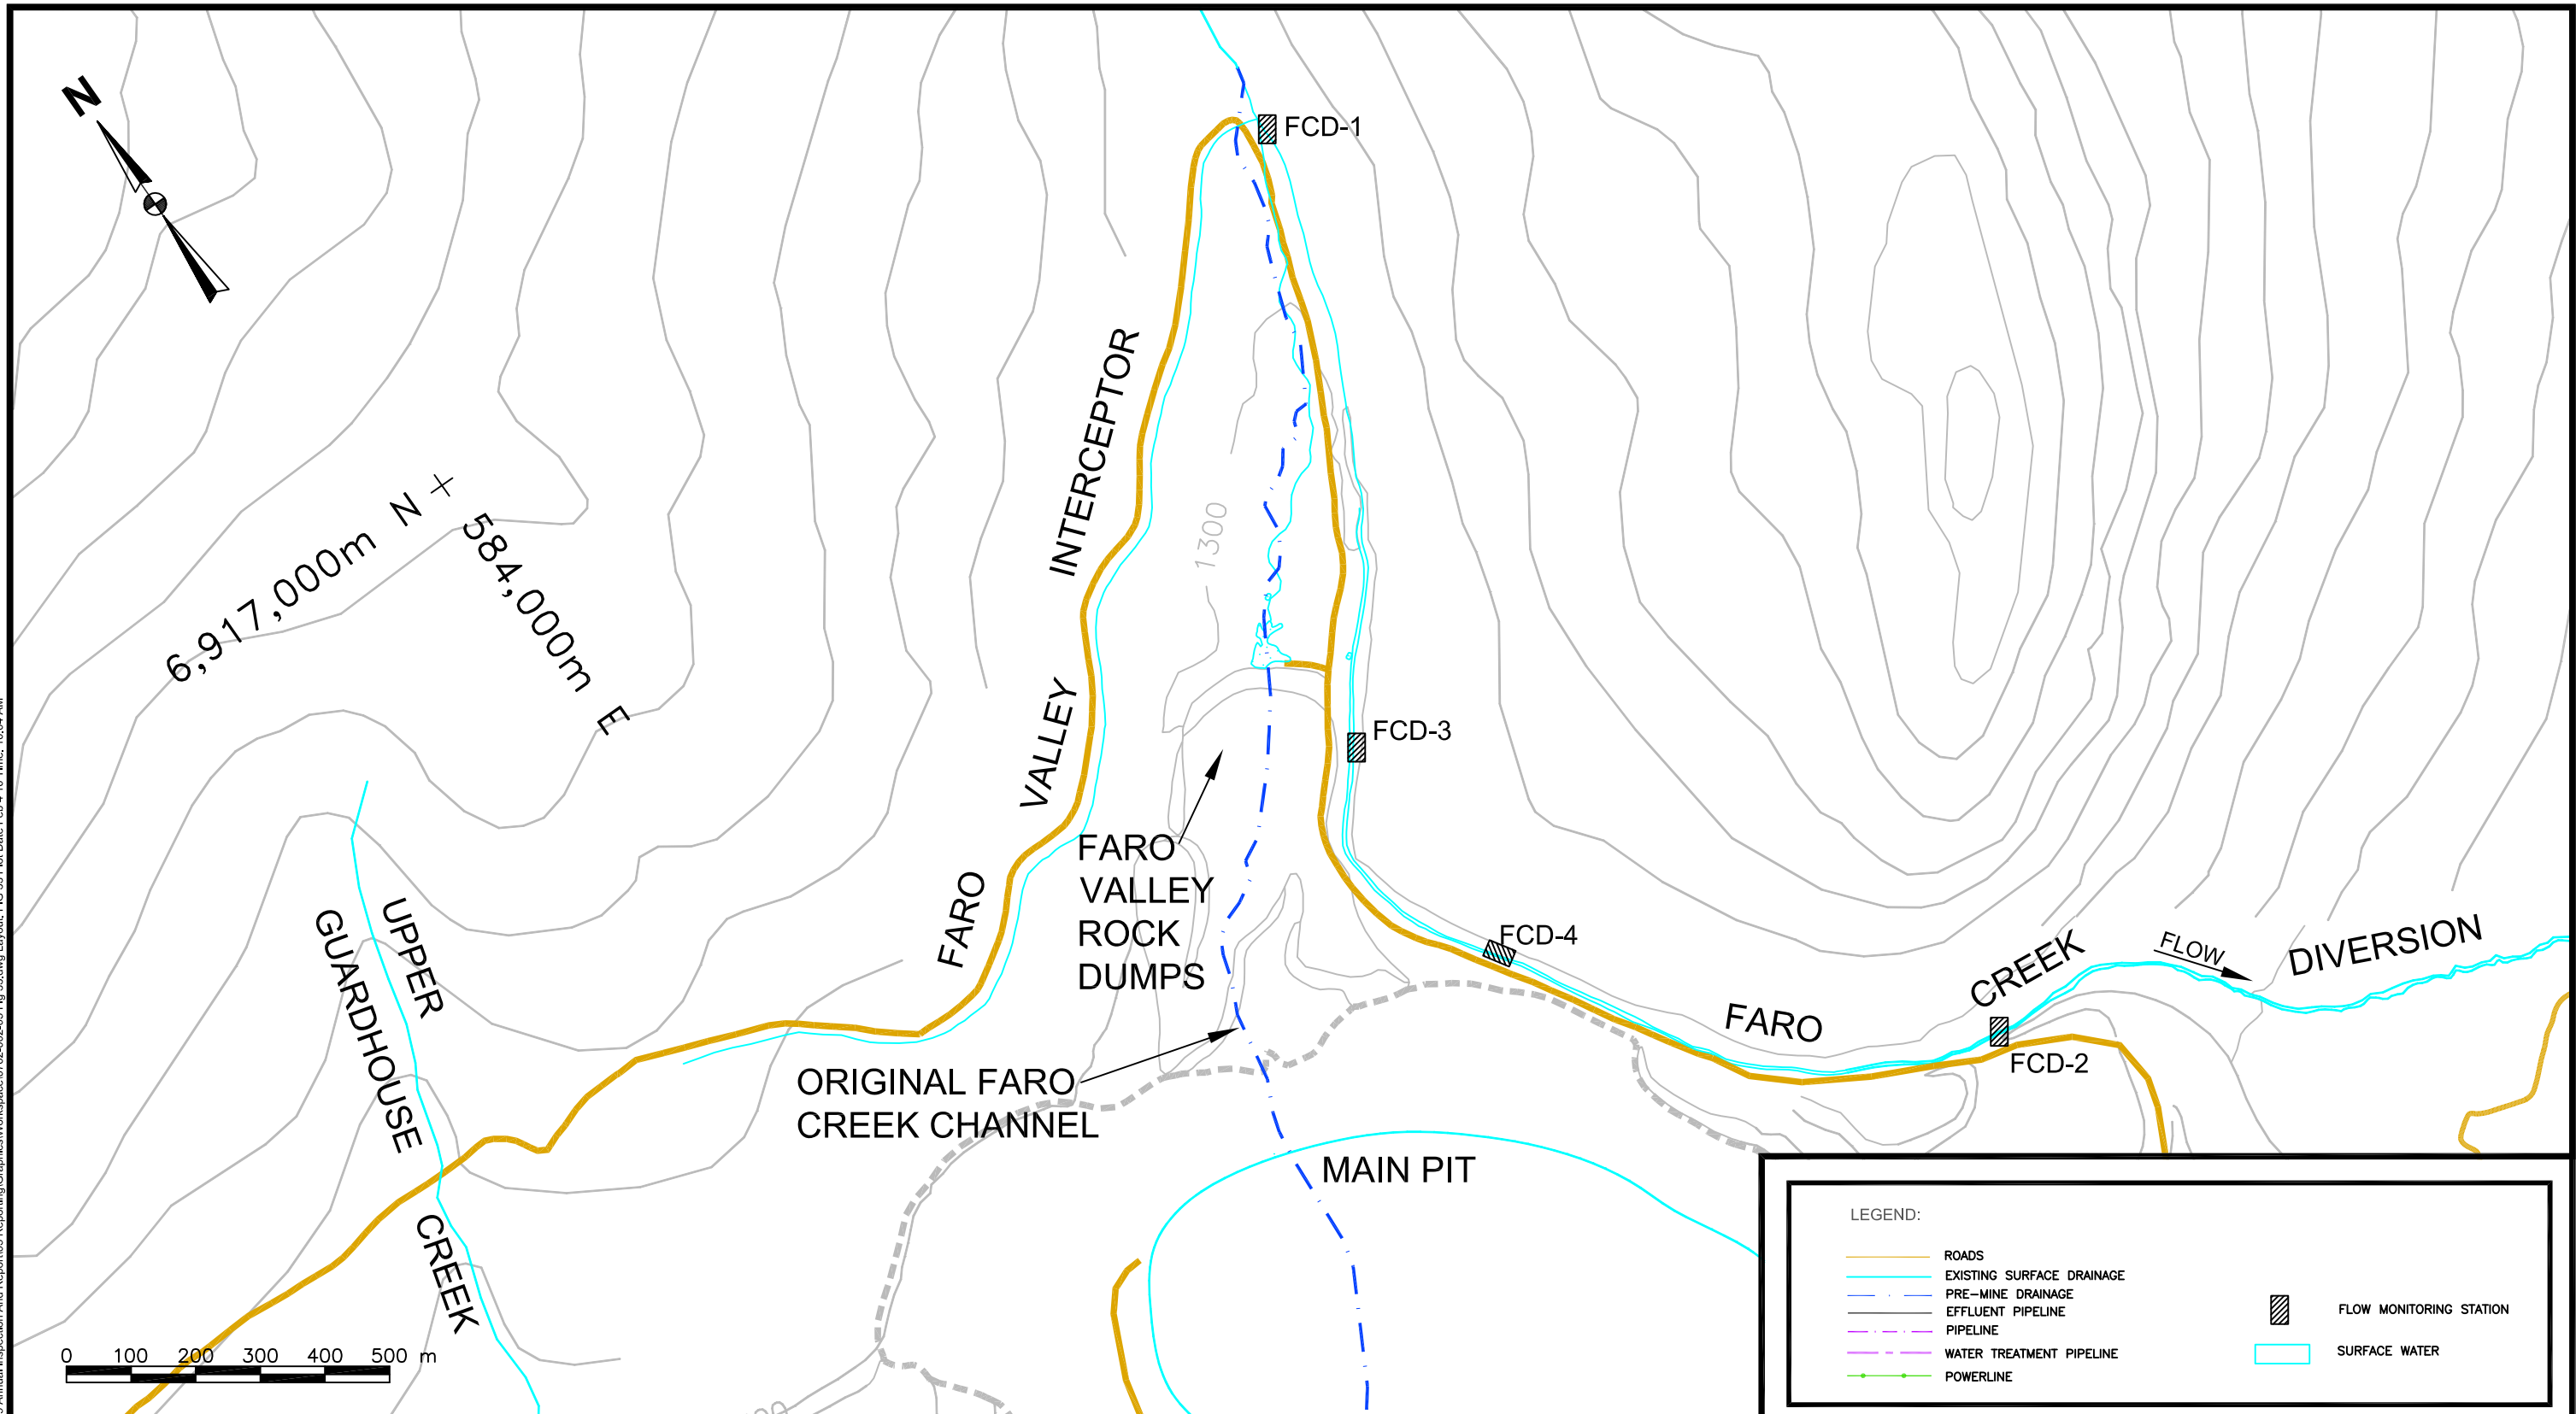 N
FCD-1
INTERCEPTOR
VALLEY
FARO
1300
6,917,000m N
584,000m E
FCD-3
FARO
VALLEY
ROCK
DUMPS
UPPER
GUARDHOUSE
CREEK
FCD-4
FARO
CREEK
DIVERSION
FLOW
FCD-2
ORIGINAL FARO
CREEK CHANNEL
MAIN PIT
0 100 200 300 400 500 m
LEGEND:
ROADS
EXISTING SURFACE DRAINAGE
PRE-MINE DRAINAGE
EFFLUENT PIPELINE
PIPELINE
WATER TREATMENT PIPELINE
POWERLINE
FLOW MONITORING STATION
SURFACE WATER